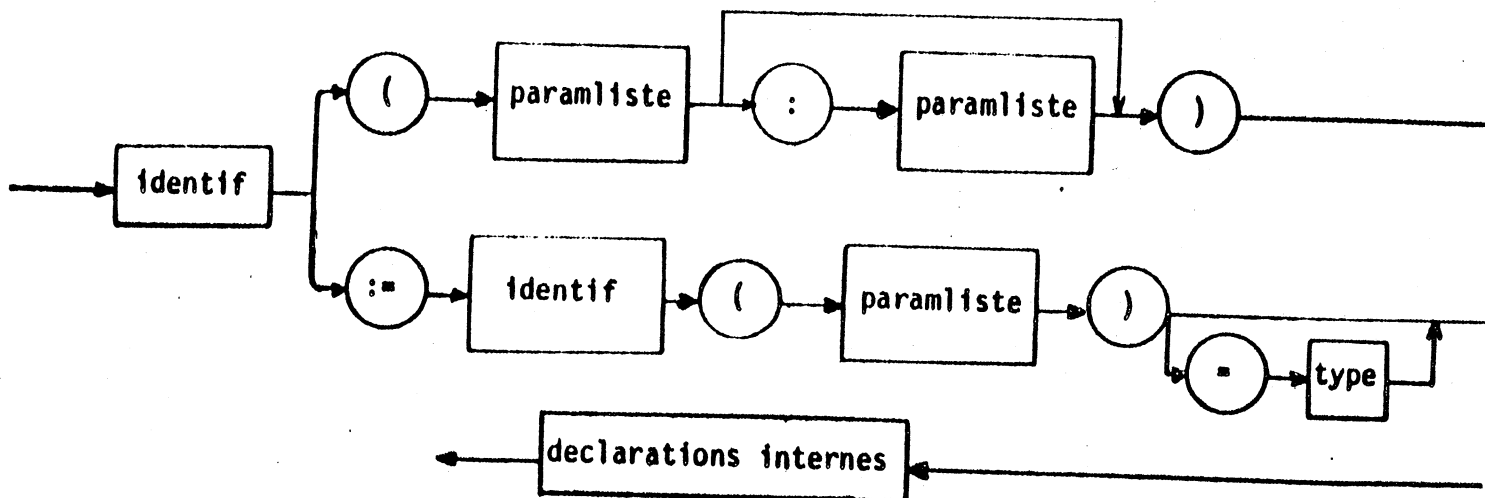 ( paramliste : paramliste )
identif
:= identif ( paramliste )
= type
declarations internes